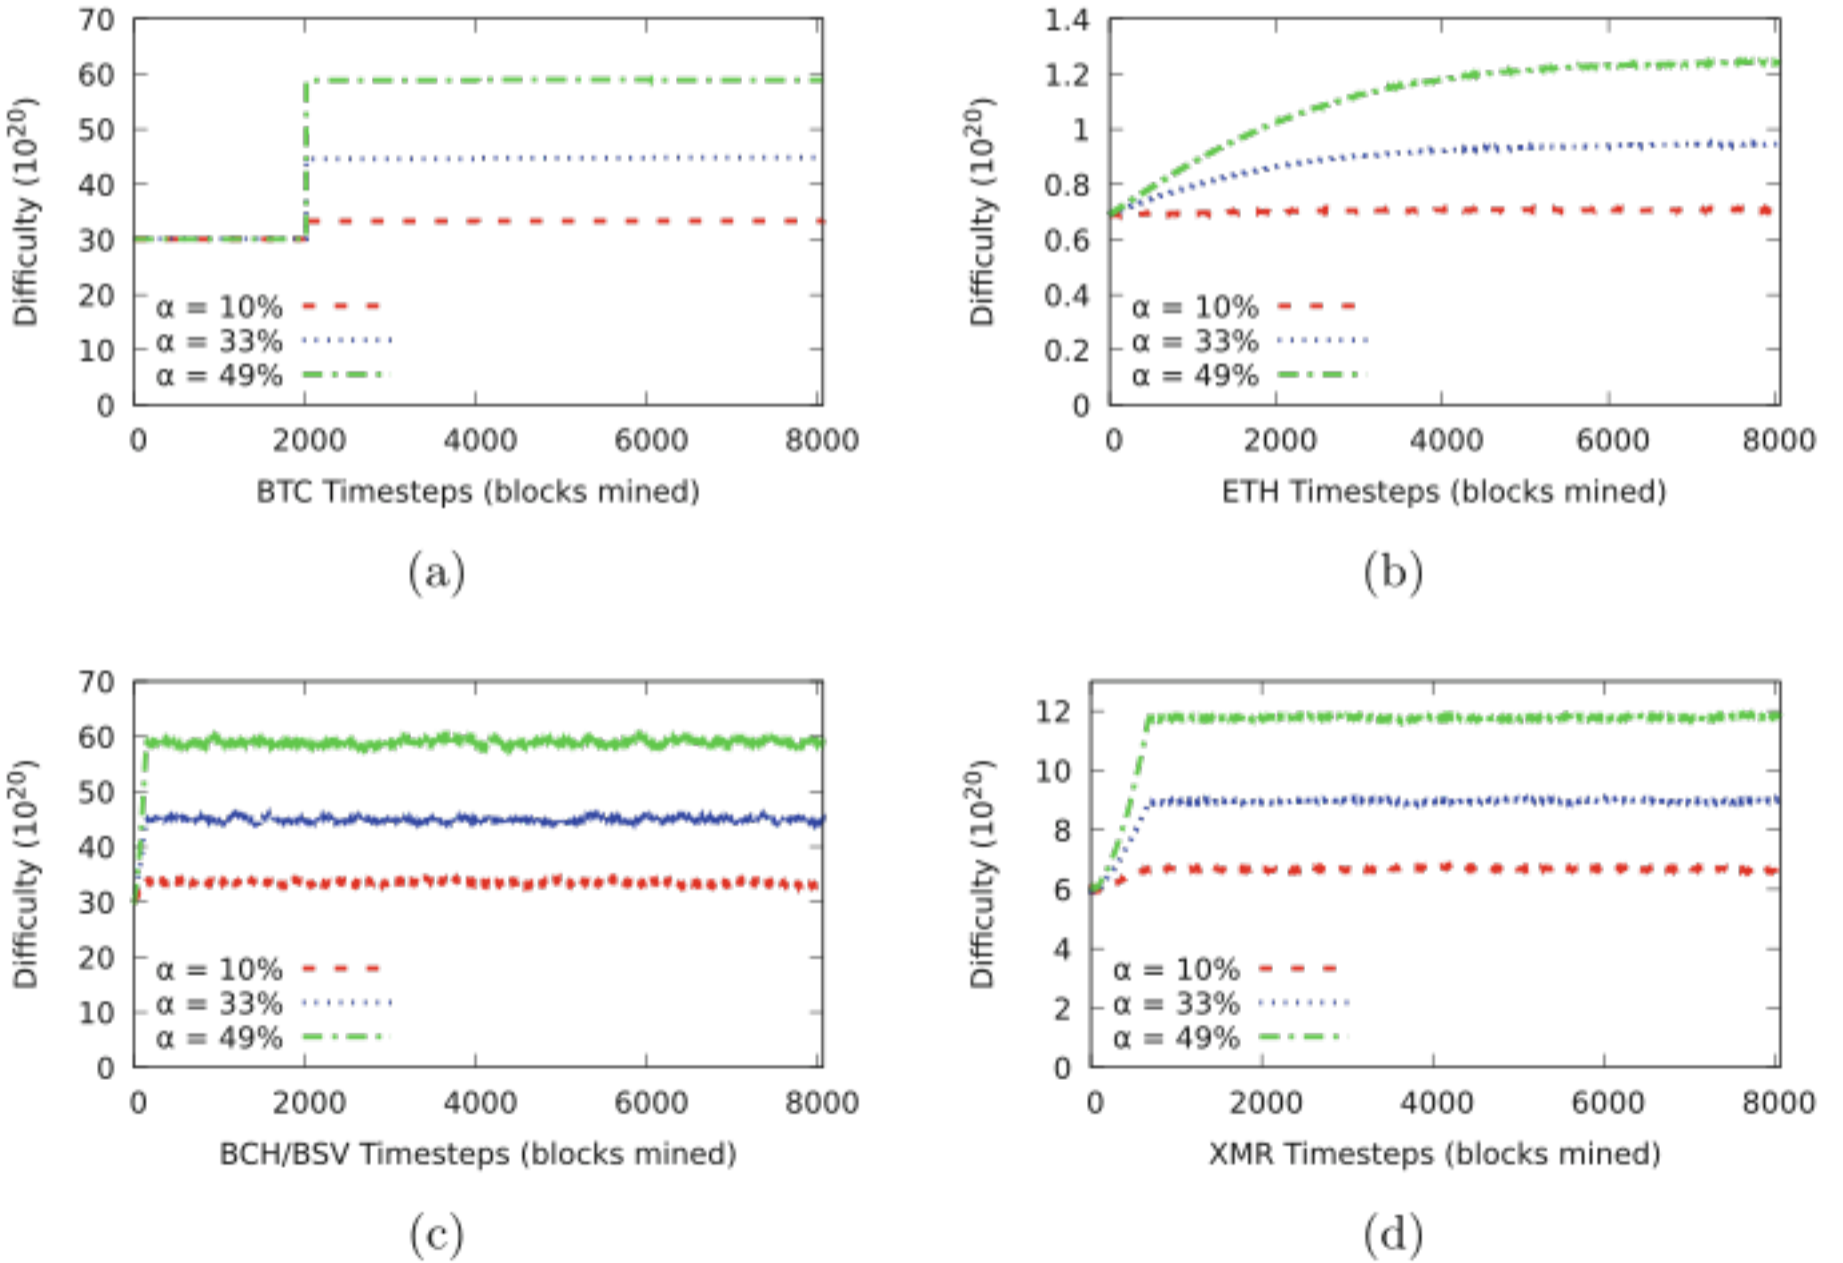 70
60
50
40
30
20
10
0
Difficulty (10^20)
α = 10%
α = 33%
α = 49%
0 2000 4000 6000 8000
BTC Timesteps (blocks mined)
(a)
1.4
1.2
1
0.8
0.6
0.4
0.2
0
Difficulty (10^20)
α = 10%
α = 33%
α = 49%
0 2000 4000 6000 8000
ETH Timesteps (blocks mined)
(b)
70
60
50
40
30
20
10
0
Difficulty (10^20)
α = 10%
α = 33%
α = 49%
0 2000 4000 6000 8000
BCH/BSV Timesteps (blocks mined)
(c)
12
10
8
6
4
2
0
Difficulty (10^20)
α = 10%
α = 33%
α = 49%
0 2000 4000 6000 8000
XMR Timesteps (blocks mined)
(d)